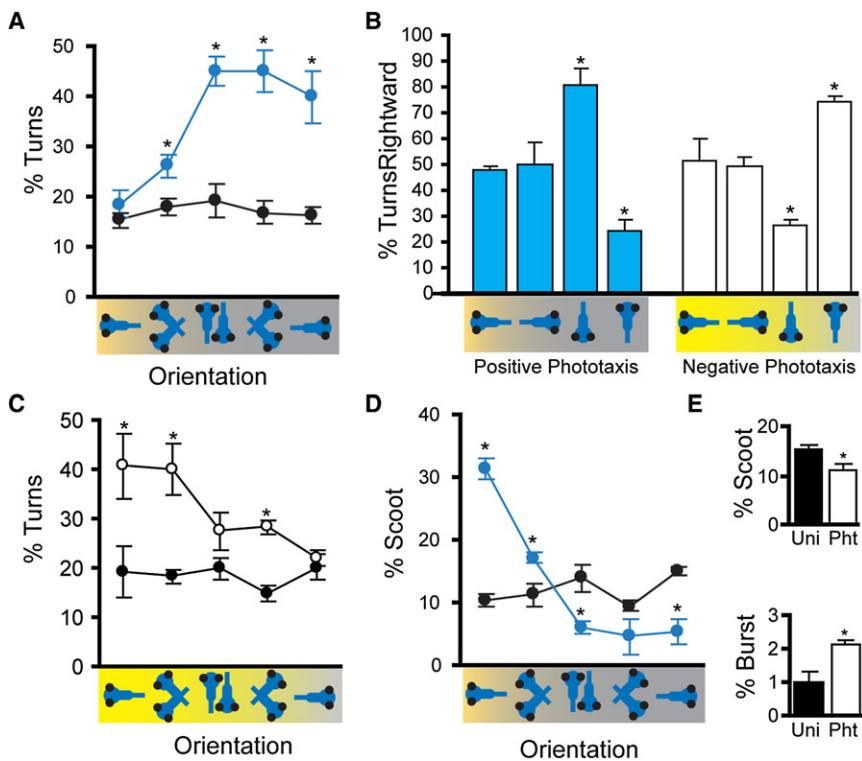 A
% Turns
50
40
30
20
10
0
Orientation
B
% TurnsRightward
100
90
80
70
60
50
40
30
20
10
0
* * * *
Positive Phototaxis Negative Phototaxis
C
% Turns
50
40
30
20
10
0
* * *
Orientation
D
% Scoot
40
30
20
10
0
* * * *
Orientation
E
% Scoot
20
10
0
*
Uni Pht
% Burst
3
2
1
0
*
Uni Pht